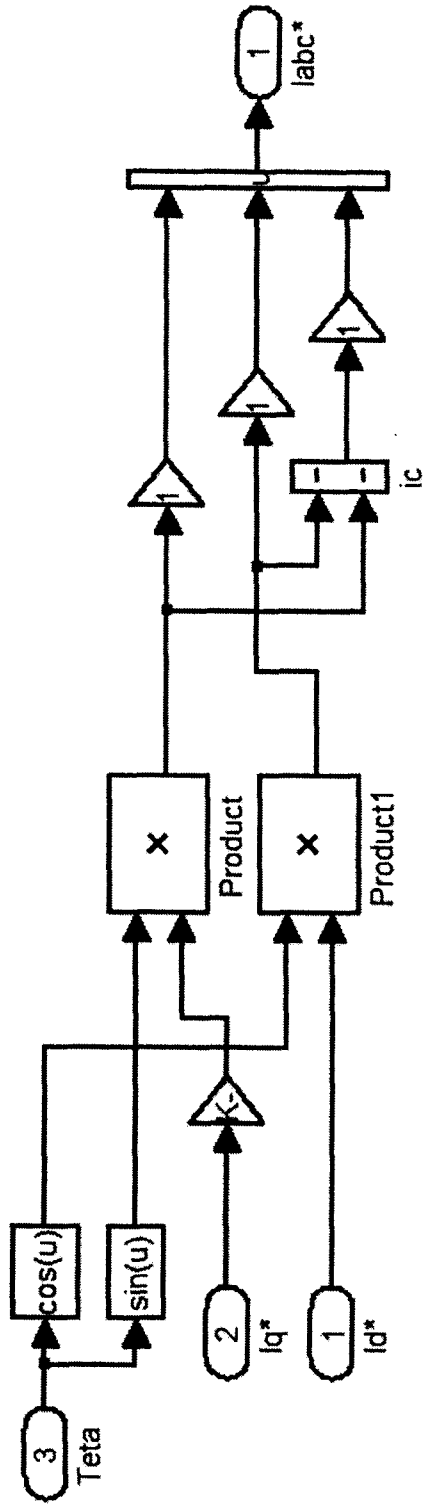 3
Teta
cos(u)
sin(u)
2
Iq*
1
Id*
K-
×
Product
×
Product1
1
1
–
–
ic
1
1
Iabc*